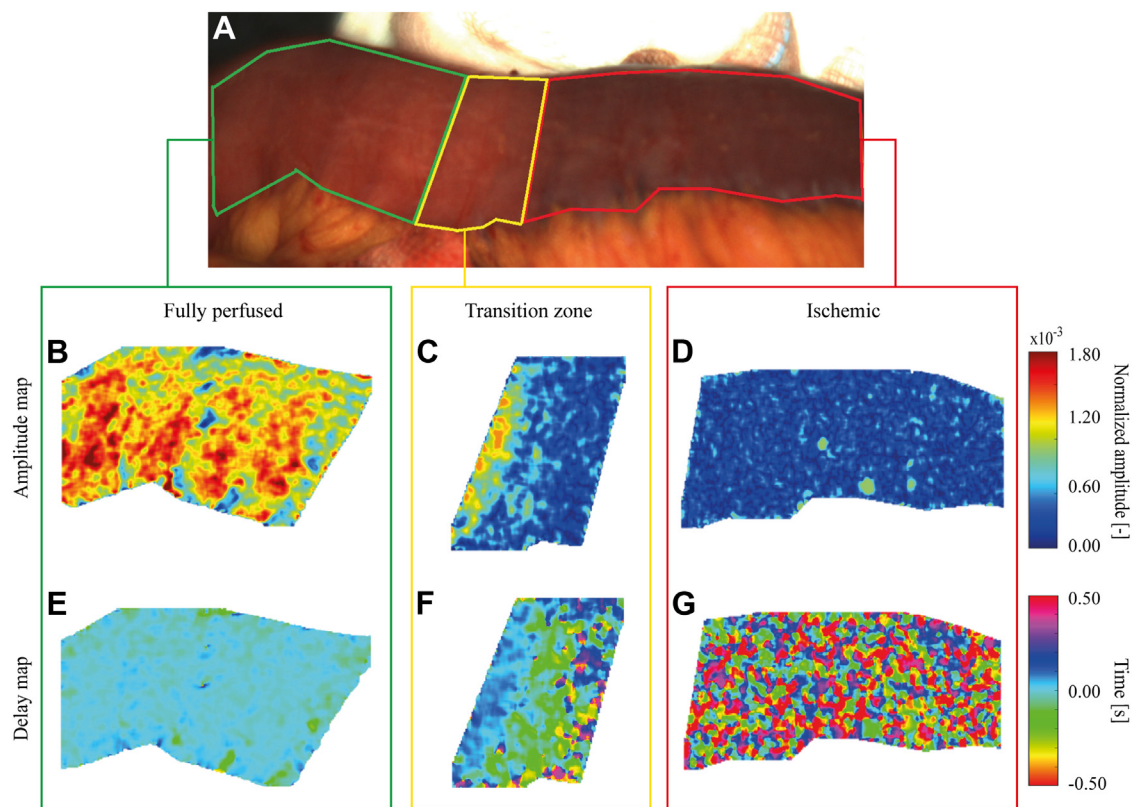 A
Fully perfused
Transition zone
Ischemic
B
C
D
Amplitude map
×10⁻³
1.80
1.20
0.60
0.00
Normalized amplitude [-]
E
F
G
Delay map
0.50
0.00
-0.50
Time [s]